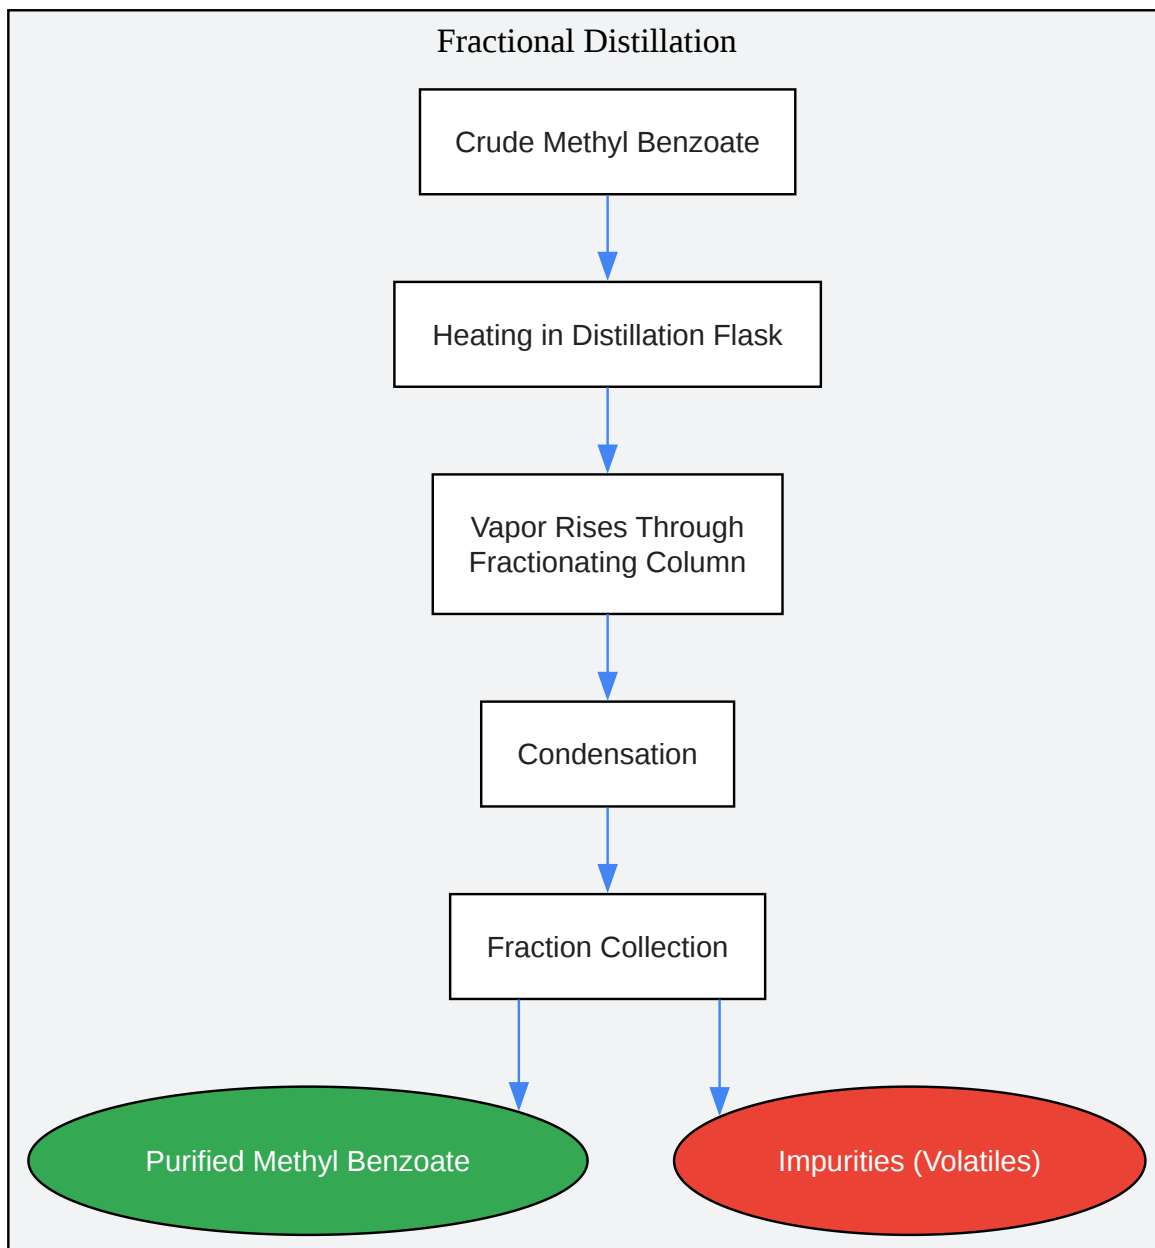 Fractional Distillation
Crude Methyl Benzoate
Heating in Distillation Flask
Vapor Rises Through
Fractionating Column
Condensation
Fraction Collection
Purified Methyl Benzoate
Impurities (Volatiles)